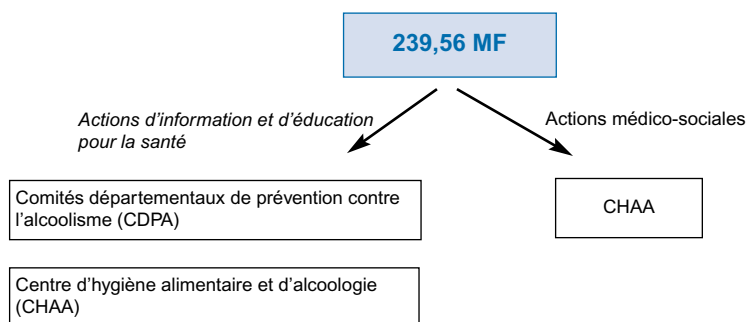 239,56 MF
Actions d’information et d’éducation
pour la santé
Actions médico-sociales
Comités départementaux de prévention contre
l’alcoolisme (CDPA)
CHAA
Centre d’hygiène alimentaire et d’alcoologie
(CHAA)